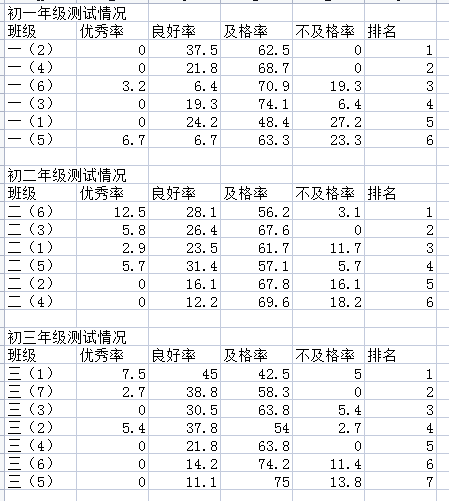 初一年级测试情况
班级 优秀率 良好率 及格率 不及格率 排名
一（2） 0 37.5 62.5 0 1
一（4） 0 21.8 68.7 0 2
一（6） 3.2 6.4 70.9 19.3 3
一（3） 0 19.3 74.1 6.4 4
一（1） 0 24.2 48.4 27.2 5
一（5） 6.7 6.7 63.3 23.3 6
初二年级测试情况
班级 优秀率 良好率 及格率 不及格率 排名
二（6） 12.5 28.1 56.2 3.1 1
二（3） 5.8 26.4 67.6 0 2
二（1） 2.9 23.5 61.7 11.7 3
二（5） 5.7 31.4 57.1 5.7 4
二（2） 0 16.1 67.8 16.1 5
二（4） 0 12.2 69.6 18.2 6
初三年级测试情况
班级 优秀率 良好率 及格率 不及格率 排名
三（1） 7.5 45 42.5 5 1
三（7） 2.7 38.8 58.3 0 2
三（3） 0 30.5 63.8 5.4 3
三（2） 5.4 37.8 54 2.7 4
三（4） 0 21.8 63.8 0 5
三（6） 0 14.2 74.2 11.4 6
三（5） 0 11.1 75 13.8 7